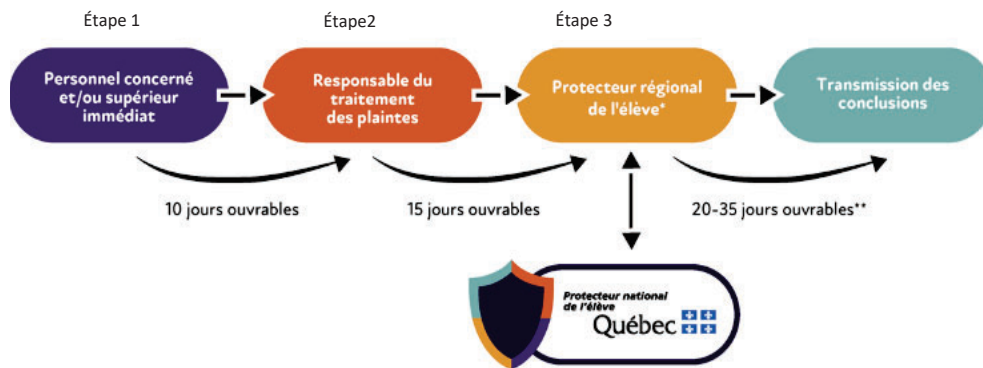 Étape 1
Étape2
Étape 3
Personnel concerné
et/ou supérieur
immédiat
Responsable du
traitement
des plaintes
Protecteur régional
de l'élève*
Transmission des
conclusions
10 jours ouvrables
15 jours ouvrables
20-35 jours ouvrables**
Protecteur national
de l'élève
Québec